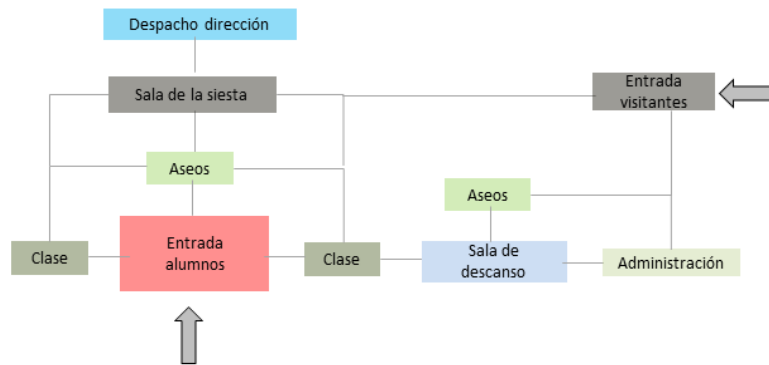 Despacho dirección
Sala de la siesta
Entrada
visitantes
Aseos
Aseos
Clase
Entrada
alumnos
Clase
Sala de
descanso
Administración